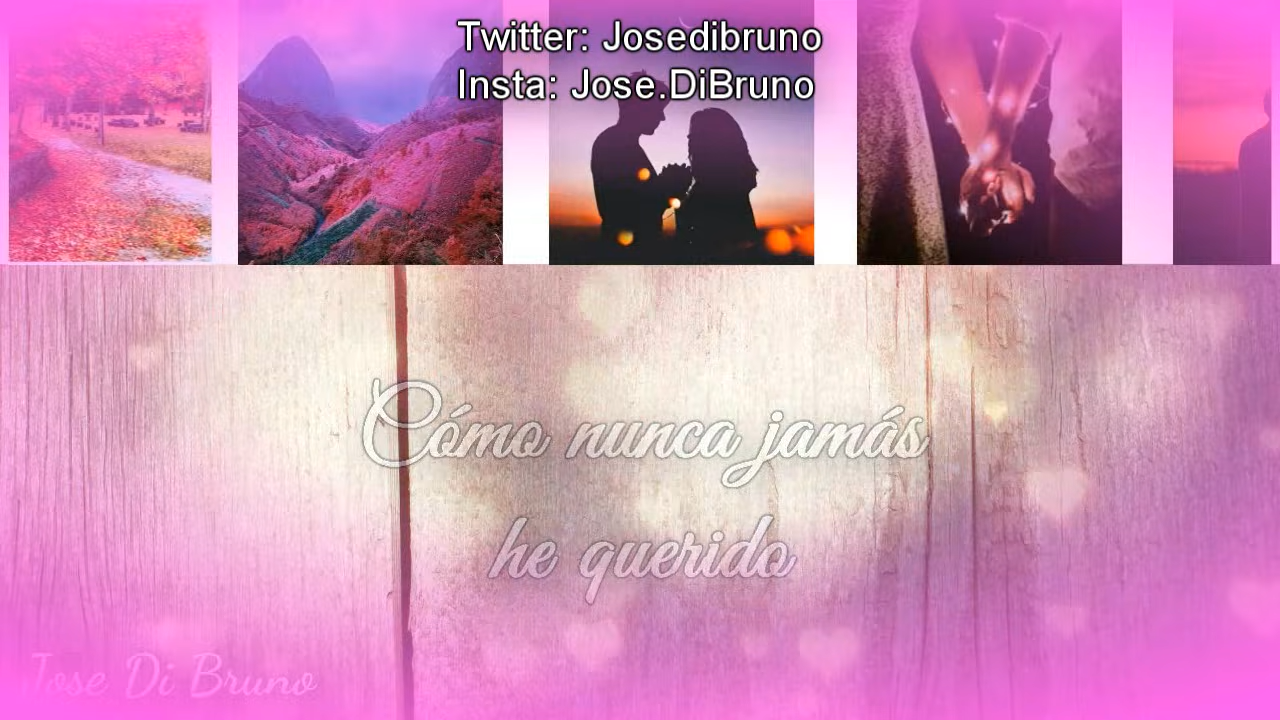 Twitter: Josedibruno
Insta: Jose.DiBruno
Cómo nunca jamás
he querido
Jose Di Bruno